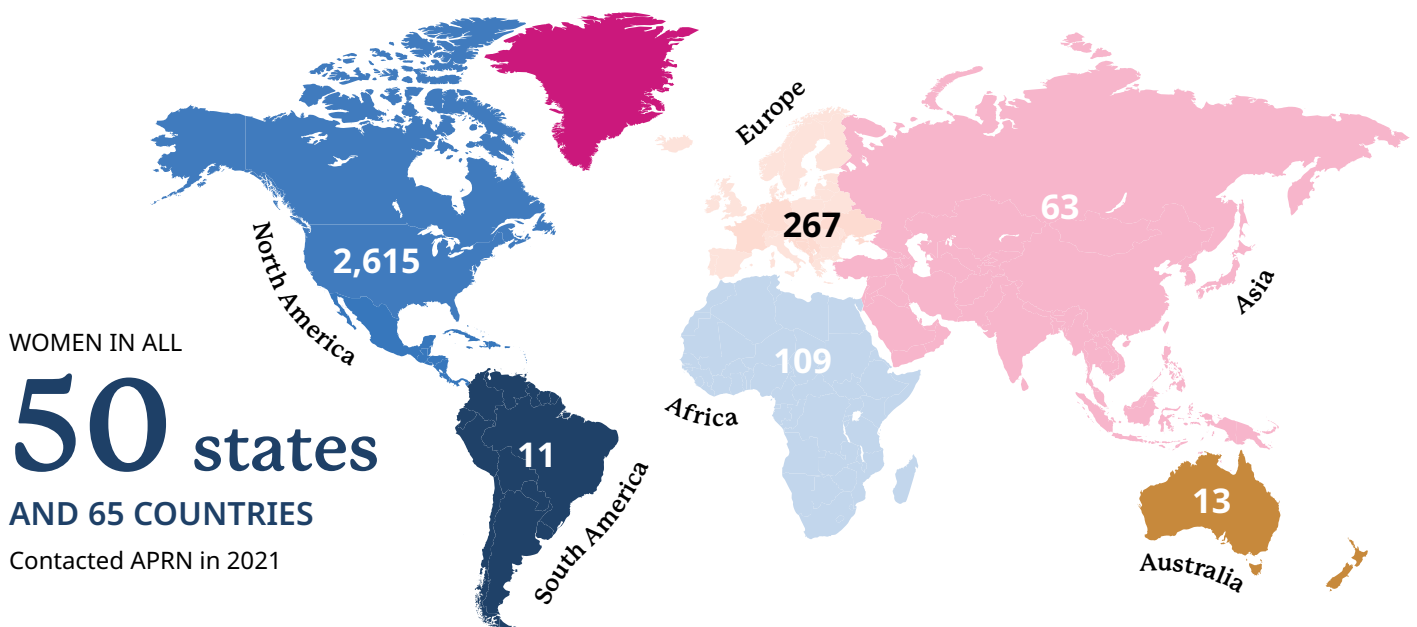 Europe
63
267
North America
2,615
Asia
WOMEN IN ALL
50 states
AND 65 COUNTRIES
Contacted APRN in 2021
109
Africa
11
South America
13
Australia